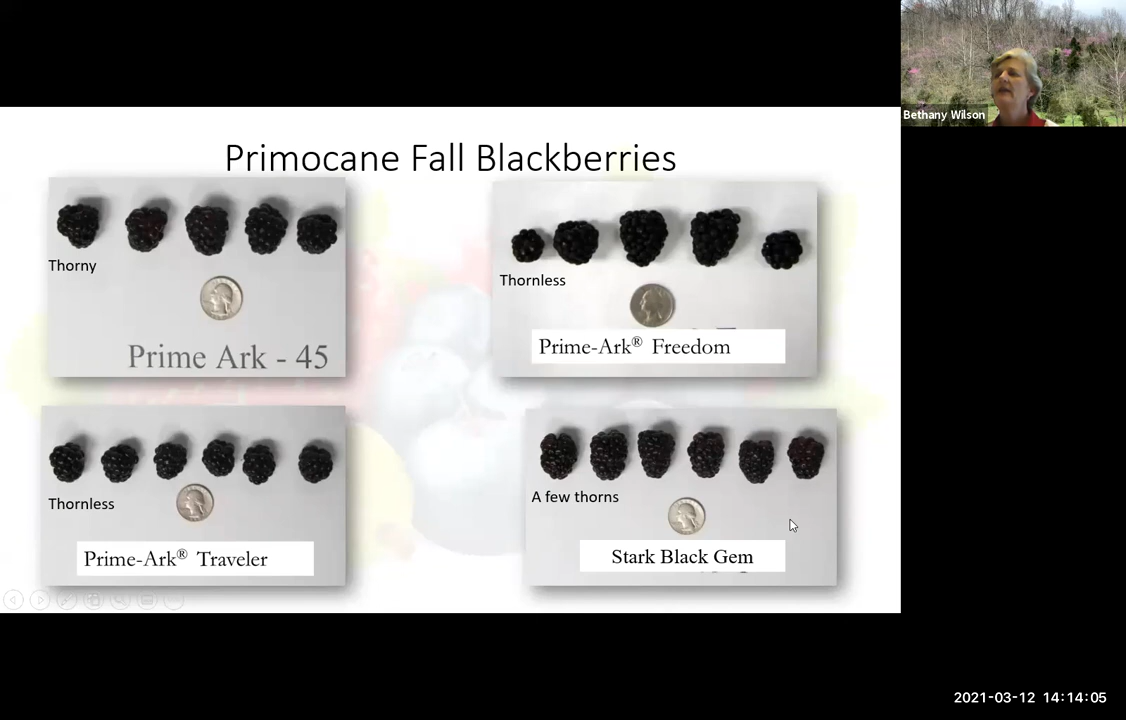 Bethany Wilson
Primocane Fall Blackberries
Thorny
Prime Ark - 45
Thornless
Prime-Ark® Freedom
Thornless
Prime-Ark® Traveler
A few thorns
Stark Black Gem
2021-03-12 14:14:05